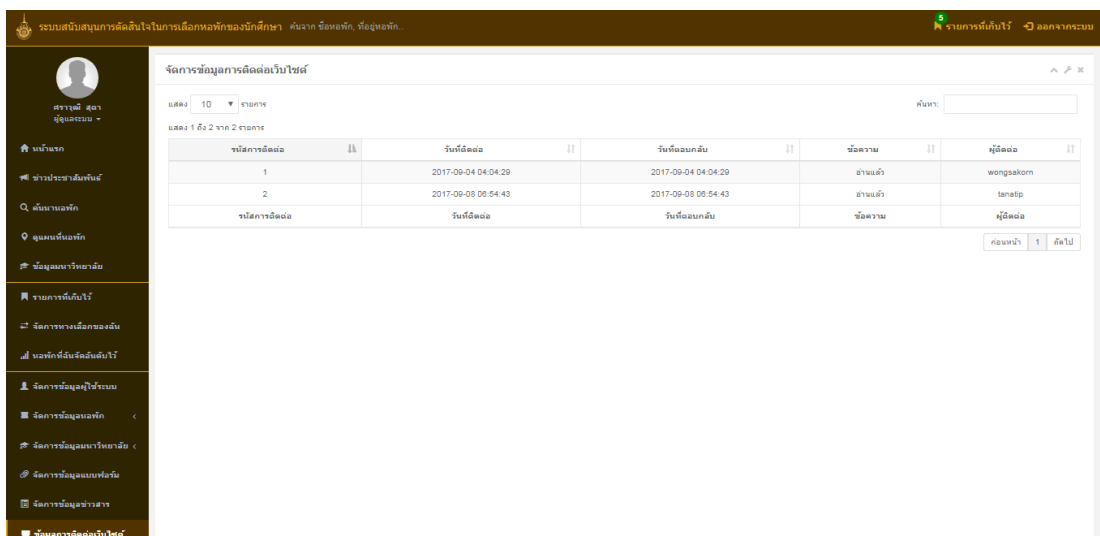 ระบบสนับสนุนการตัดสินใจในการเลือกหอพักของนักศึกษา ค้นจาก ชื่อหอพัก, ที่อยู่หอพัก.. 5 รายการที่เก็บไว้ ออกจากระบบ
ศราวุฒิ สุดา
ผู้ดูแลระบบ
หน้าแรก
ข่าวประชาสัมพันธ์
ค้นหาหอพัก
ดูแผนที่หอพัก
ข้อมูลมหาวิทยาลัย
รายการที่เก็บไว้
จัดการทางเลือกของฉัน
หอพักที่ฉันจัดอันดับไว้
จัดการข้อมูลผู้ใช้ระบบ
จัดการข้อมูลหอพัก
จัดการข้อมูลมหาวิทยาลัย
จัดการข้อมูลแบบฟอร์ม
จัดการข้อมูลข่าวสาร
ข้อมูลการติดต่อเว็บไซต์
จัดการข้อมูลการติดต่อเว็บไซต์
แสดง 10 รายการ ค้นหา:
แสดง 1 ถึง 2 จาก 2 รายการ
รหัสการติดต่อ วันที่ติดต่อ วันที่ตอบกลับ ข้อความ ผู้ติดต่อ
1 2017-09-04 04:04:29 2017-09-04 04:04:29 อ่านแล้ว wongsakorn
2 2017-09-08 06:54:43 2017-09-08 06:54:43 อ่านแล้ว tanatip
รหัสการติดต่อ วันที่ติดต่อ วันที่ตอบกลับ ข้อความ ผู้ติดต่อ
ก่อนหน้า 1 ถัดไป